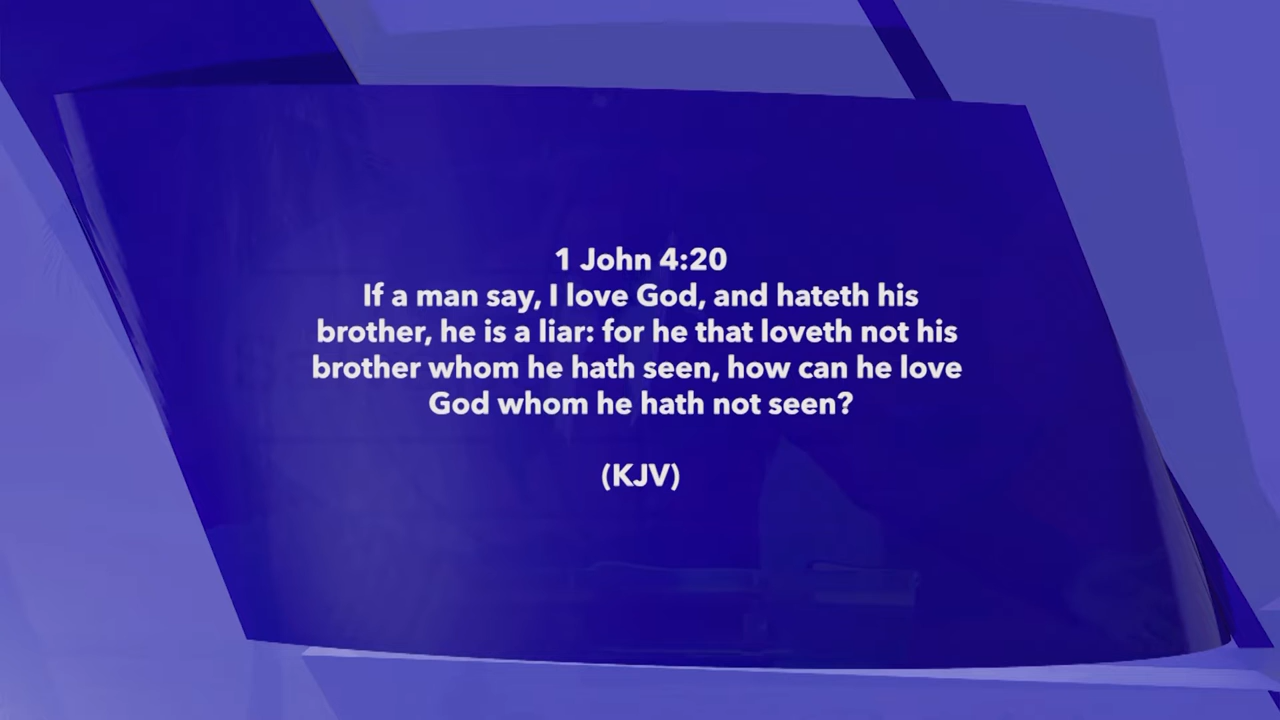 1 John 4:20
If a man say, I love God, and hateth his
brother, he is a liar: for he that loveth not his
brother whom he hath seen, how can he love
God whom he hath not seen?
(KJV)